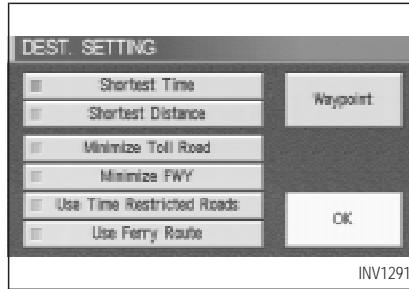 DEST. SETTING
Shortest Time
Shortest Distance
Waypoint
Minimize Toll Road
Minimize FWY
Use Time Restricted Roads
Use Ferry Route
OK
INV1291